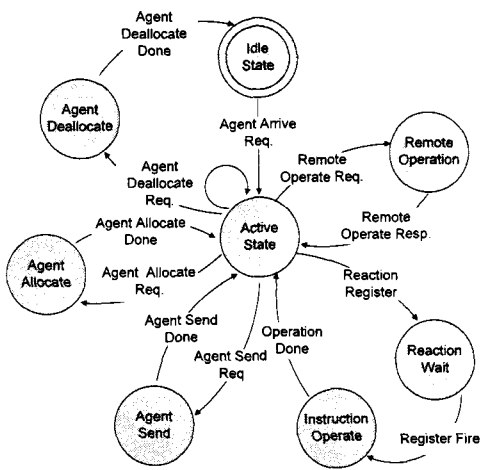 Agent
Deallocate
Done
Idle
State
Agent
Deallocate
Agent Arrive
Req.
Remote
Operation
Remote
Operate Req.
Agent
Deallocate
Req.
Agent Allocate
Done
Active
State
Remote
Operate Resp.
Agent
Allocate
Agent Allocate
Req.
Reaction
Register
Agent Send
Done
Operation
Done
Agent Send
Req
Reaction
Wait
Agent
Send
Instruction
Operate
Register Fire